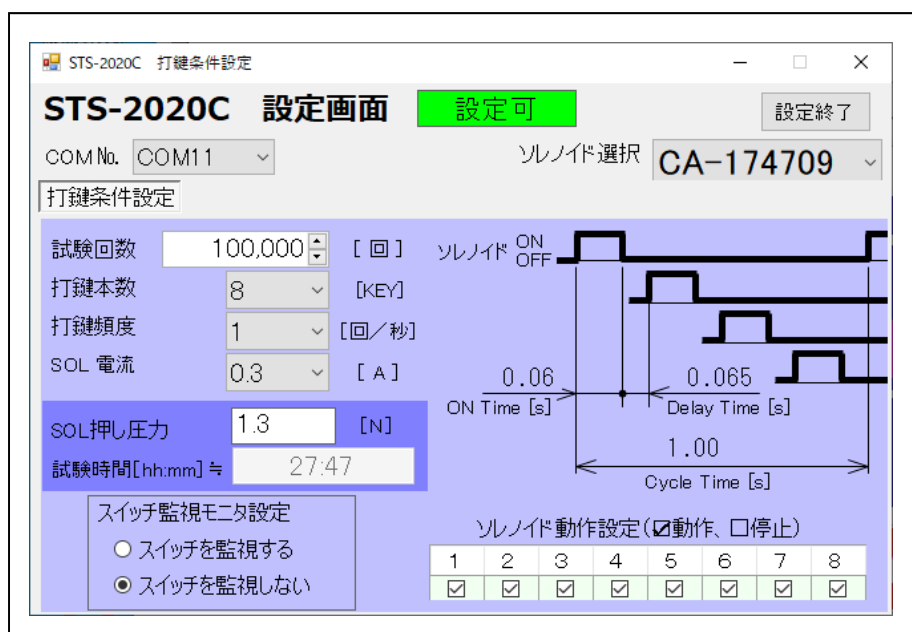 STS-2020C 打鍵条件設定
STS-2020C 設定画面 設定可 設定終了
COM No. COM11 ソレノイド選択 CA-174709
打鍵条件設定
試験回数 100,000 [回]
打鍵本数 8 [KEY]
打鍵頻度 1 [回/秒]
SOL 電流 0.3 [A]
SOL押し圧力 1.3 [N]
試験時間[hh:mm]≒ 27:47
スイッチ監視モニタ設定
スイッチを監視する
スイッチを監視しない
ソレノイド ON
OFF
0.06
ON Time [s]
0.065
Delay Time [s]
1.00
Cycle Time [s]
ソレノイド動作設定(☑動作、☐停止)
1 2 3 4 5 6 7 8